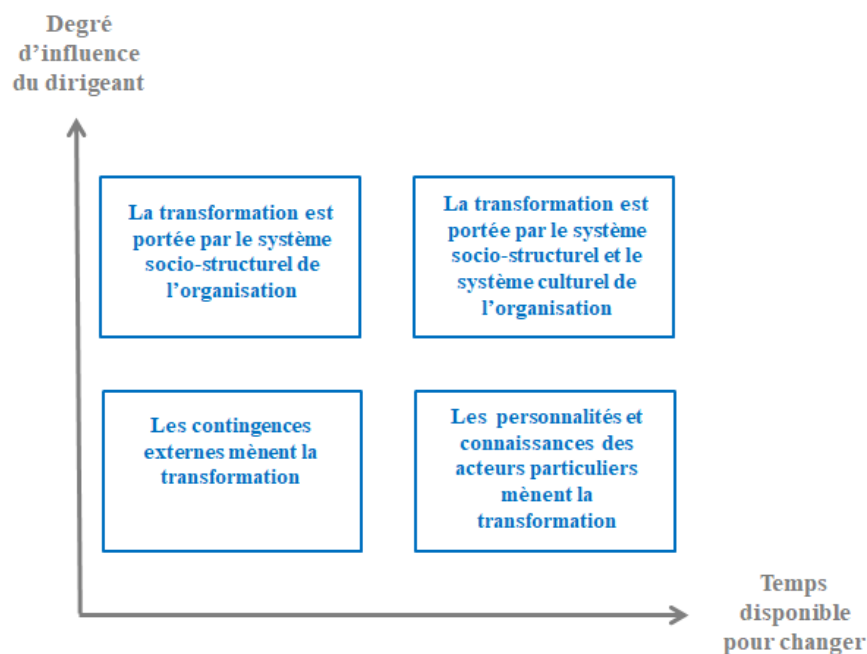 Degré
d’influence
du dirigeant
La transformation est
portée par le système
socio-structurel de
l’organisation
La transformation est
portée par le système
socio-structurel et le
système culturel de
l’organisation
Les contingences
externes mènent la
transformation
Les personnalités et
connaissances des
acteurs particuliers
mènent la
transformation
Temps
disponible
pour changer